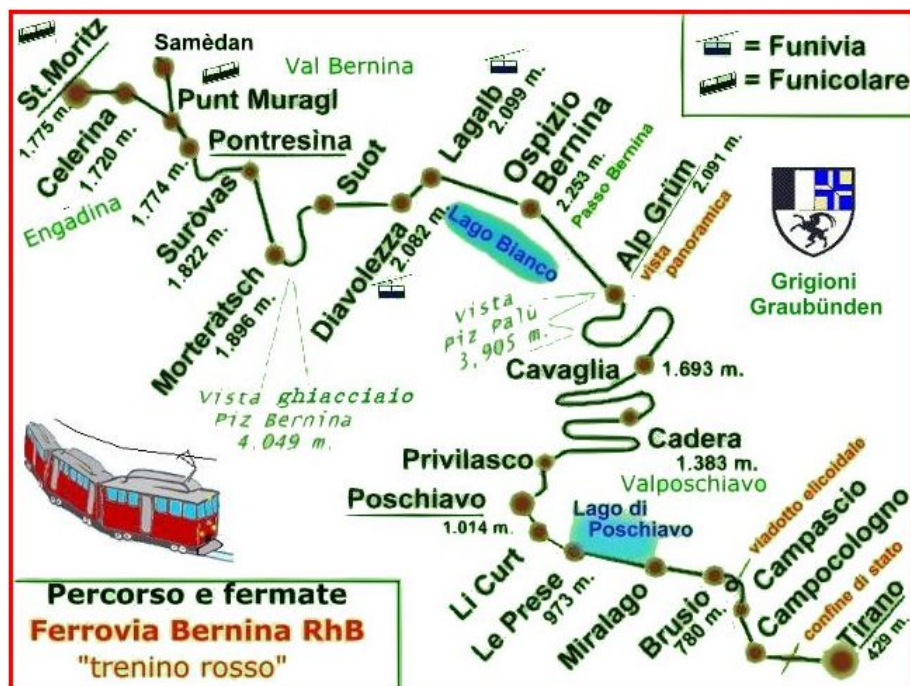 St.Moritz
1.775 m.
Samèdan
Val Bernina
= Funivia
= Funicolare
Celerina
1.720 m.
Punt Muragl
Pontresina
1.774 m.
Engadina
Suròvas
1.822 m.
Morteràtsch
1.896 m.
Suot
Diavolezza
2.082 m.
Lagalb
2.099 m.
Ospizio
Bernina
2.253 m.
Passo Bernina
Lago Bianco
Alp Grüm
2.091 m.
vista
panoramica
Grigioni
Graubünden
Vista
Piz Palù
3.905 m.
Vista ghiacciaio
Piz Bernina
4.049 m.
Cavaglia
1.693 m.
Cadera
1.383 m.
Privilasco
Valposchiavo
Poschiavo
1.014 m.
Lago di
Poschiavo
Li Curt
Le Prese
973 m.
Miralago
Brusio
780 m.
viadotto elicoidale
Campascio
Campocologno
confine di stato
Tirano
429 m.
Percorso e fermate
Ferrovia Bernina RhB
"trenino rosso"